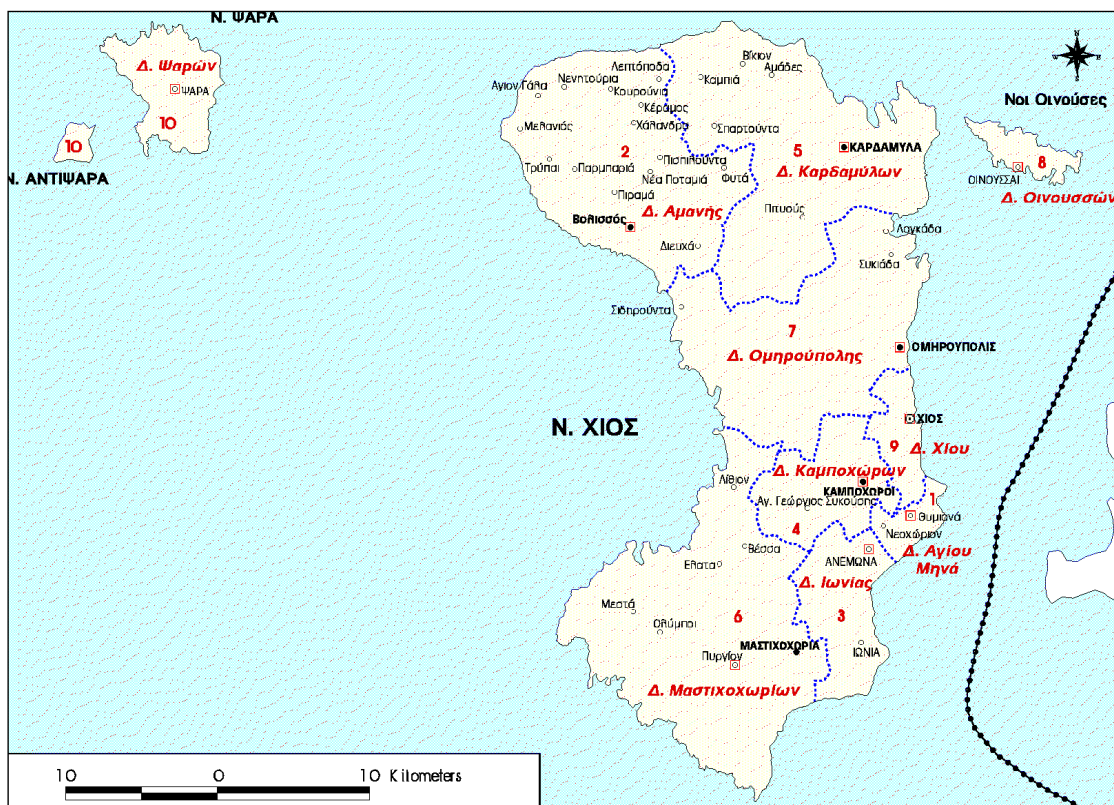 Ν. ΨΑΡΑ
Δ. Ψαρών
ΨΑΡΑ
10
10
Ν. ΑΝΤΙΨΑΡΑ
Βίκιον
Λεπτόποδα
Αμάδες
Νενητούρια
Καμπιά
Αγιον Γάλα
Κουρούνια
Κέραμος
Μελανιός
Χάλανδρα
Σπαρτούντα
Νοι Οινούσες
2
5
ΚΑΡΔΑΜΥΛΑ
Τρύπαι
Παρμπαριά
Πισπιλούντα
Νέα Ποταμιά
Φυτά
Δ. Καρδαμύλων
8
ΟΙΝΟΥΣΣΑΙ
Δ. Οινουσσών
Πιραμά
Δ. Αμανής
Πιτυούς
Βολισσός
Διευχά
Λαγκάδα
Συκιάδα
Σιδηρούντα
7
Δ. Ομηρούπολης
ΟΜΗΡΟΥΠΟΛΙΣ
Ν. ΧΙΟΣ
ΧΙΟΣ
9
Δ. Χίου
Δ. Καμποχώρων
Λιθίον
ΚΑΜΠΟΧΩΡΟΙ
Αγ. Γεώργιος Συκούσης
1
Θυμιανά
4
Νεοχώριον
Βέσσα
ΑΝΕΜΩΝΑ
Δ. Αγίου
Μηνά
Ελατα
Δ. Ιωνίας
Μεστά
6
3
Ολύμποι
ΜΑΣΤΙΧΟΧΩΡΙΑ
ΙΩΝΙΑ
Πυργίον
Δ. Μαστιχοχωρίων
10 0 10 Kilometers